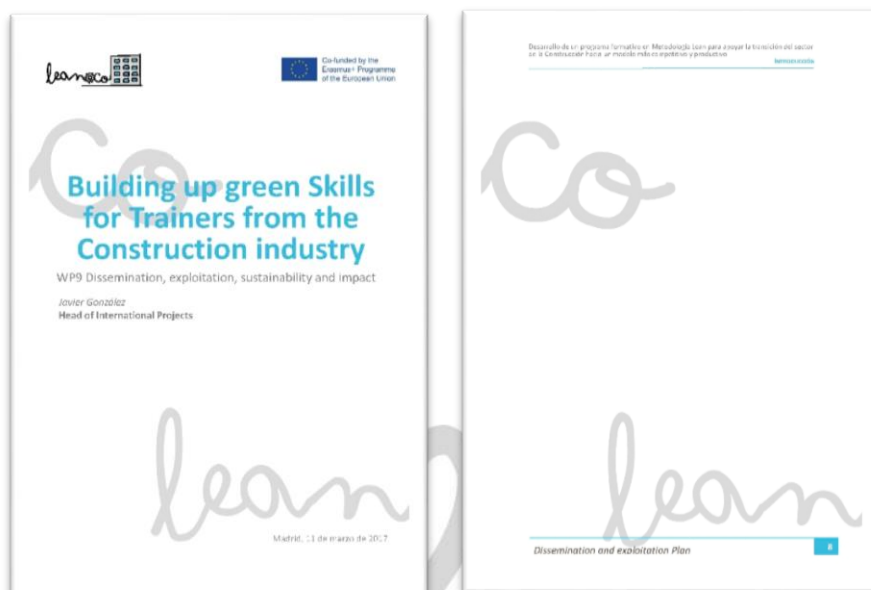 leanCo
Co-funded by the
Erasmus+ Programme
of the European Union
Co
Building up green Skills
for Trainers from the
Construction industry
WP9 Dissemination, exploitation, sustainability and impact
Javier González
Head of International Projects
lean
Madrid, 11 de marzo de 2017
Desarrollo de un programa formativo en Metodología Lean para apoyar la transición del sector
de la Construcción hacia un modelo más competitivo y productivo
Co
lean
Dissemination and exploitation Plan
8